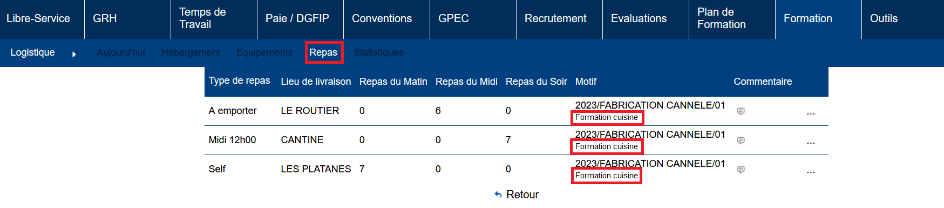 Libre-Service GRH Temps de Travail Paie / DGFIP Conventions GPEC Recrutement Evaluations Plan de Formation Formation Outils
Logistique Aujourd'hui Hébergement Equipements Repas Statistiques
Type de repas Lieu de livraison Repas du Matin Repas du Midi Repas du Soir Motif Commentaire
A emporter LE ROUTIER 0 6 0 2023/FABRICATION CANNELE/01 ...
Formation cuisine
Midi 12h00 CANTINE 0 0 7 2023/FABRICATION CANNELE/01 ...
Formation cuisine
Self LES PLATANES 7 0 0 2023/FABRICATION CANNELE/01 ...
Formation cuisine
Retour